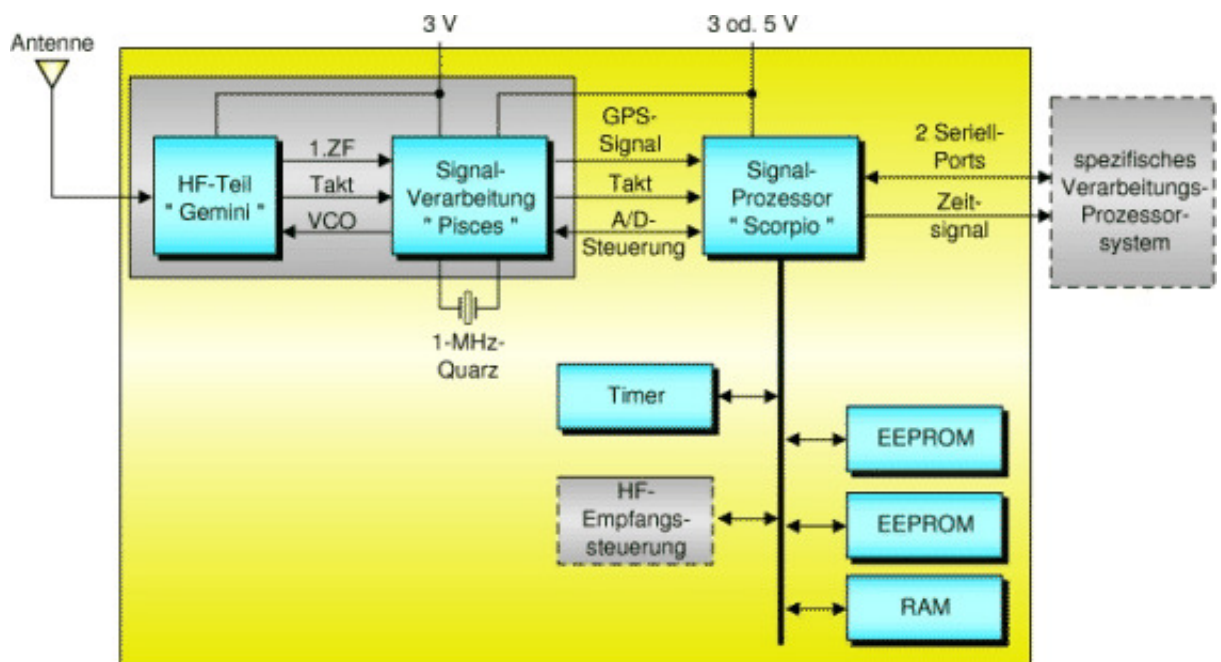 3 V
3 od. 5 V
Antenne
GPS-
Signal
1.ZF
Takt
VCO
HF-Teil
" Gemini "
Signal-
Verarbeitung
" Pisces "
Takt
A/D-
Steuerung
Signal-
Prozessor
" Scorpio "
2 Seriell-
Ports
Zeit-
signal
spezifisches
Verarbeitungs-
Prozessor-
system
1-MHz-
Quarz
Timer
EEPROM
HF-
Empfangs-
steuerung
EEPROM
RAM